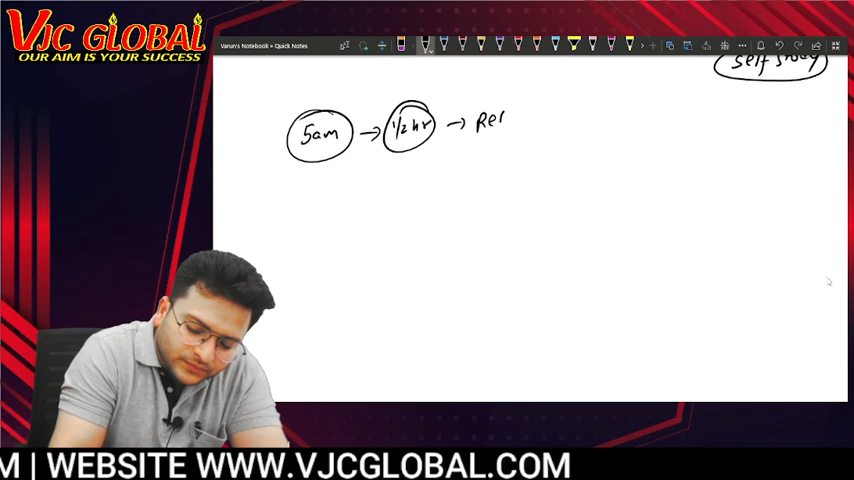 VJC GLOBAL
OUR AIM IS YOUR SUCCESS
Varun's Notebook > Quick Notes
self study
5am → 1/2 hr → Rer
M | WEBSITE WWW.VJCGLOBAL.COM